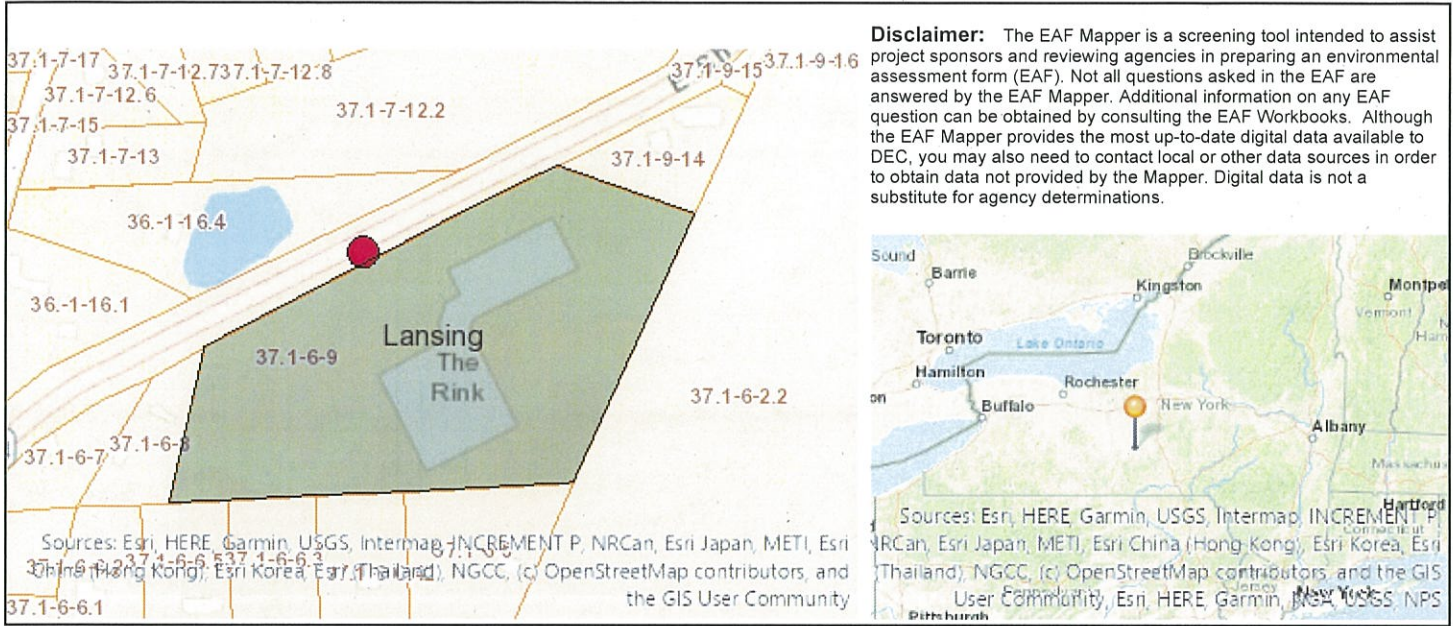 37.1-7-17
37.1-7-12.7
37.1-7-12.8
37.1-7-12.6
37.1-7-12.2
37.1-9-15
37.1-9-16
37.1-7-15
37.1-7-13
37.1-9-14
36.-1-16.4
36.-1-16.1
Lansing
37.1-6-9
The
Rink
37.1-6-2.2
37.1-6-8
37.1-6-7
Sources: Esri, HERE, Garmin, USGS, Intermap, INCREMENT P, NRCan, Esri Japan, METI, Esri
China (Hong Kong), Esri Korea, Esri (Thailand), NGCC, (c) OpenStreetMap contributors, and
the GIS User Community
37.1-6-6.5
37.1-6-6.3
37.1-6-6.1
Disclaimer: The EAF Mapper is a screening tool intended to assist
project sponsors and reviewing agencies in preparing an environmental
assessment form (EAF). Not all questions asked in the EAF are
answered by the EAF Mapper. Additional information on any EAF
question can be obtained by consulting the EAF Workbooks. Although
the EAF Mapper provides the most up-to-date digital data available to
DEC, you may also need to contact local or other data sources in order
to obtain data not provided by the Mapper. Digital data is not a
substitute for agency determinations.
Sound
Barrie
Brockville
Kingston
Montpel
Vermont
Toronto
Lake Ontario
Hamilton
Rochester
Buffalo
New York
Albany
Massachus
Hartford
Connecticut
Sources: Esri, HERE, Garmin, USGS, Intermap, INCREMENT P,
NRCan, Esri Japan, METI, Esri China (Hong Kong), Esri Korea, Esri
(Thailand), NGCC, (c) OpenStreetMap contributors, and the GIS
User Community, Esri, HERE, Garmin, NGA, USGS, NPS
New York
Pittsburgh